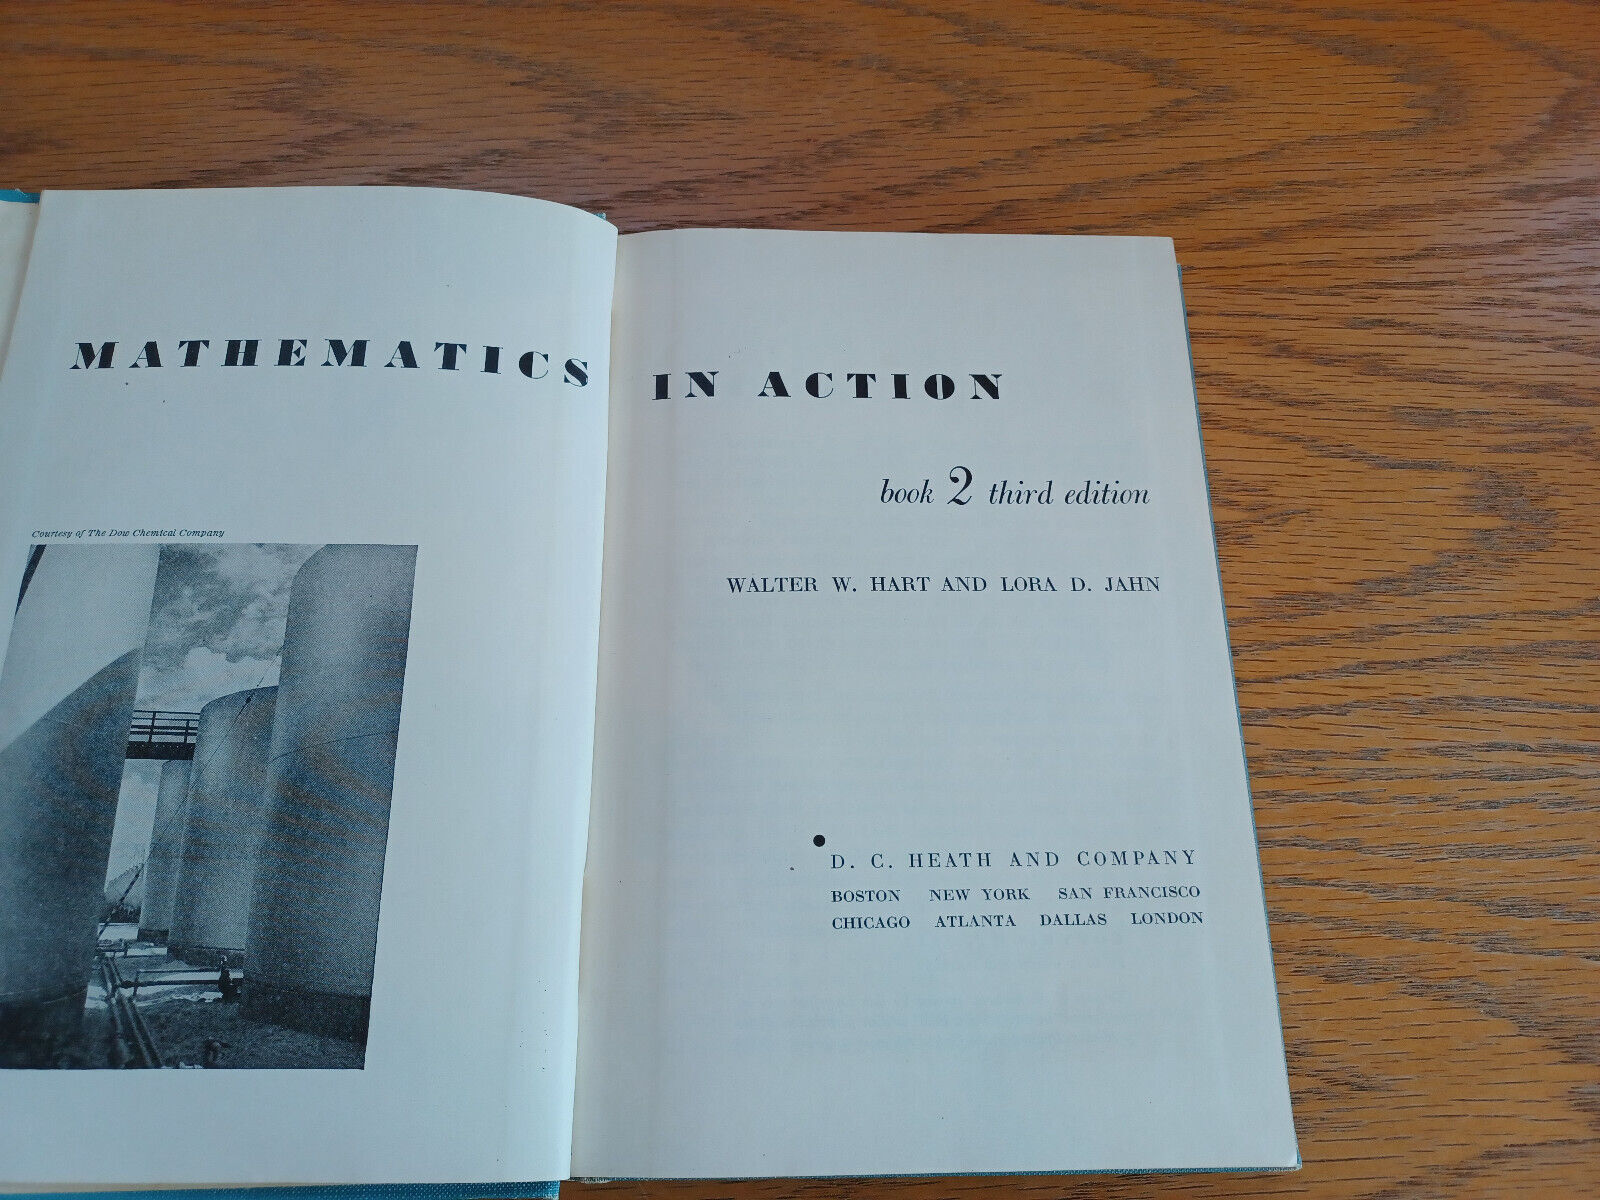 MATHEMATICS IN ACTION
book 2 third edition
WALTER W. HART AND LORA D. JAHN
Courtesy of The Dow Chemical Company
D. C. HEATH AND COMPANY
BOSTON NEW YORK SAN FRANCISCO
CHICAGO ATLANTA DALLAS LONDON